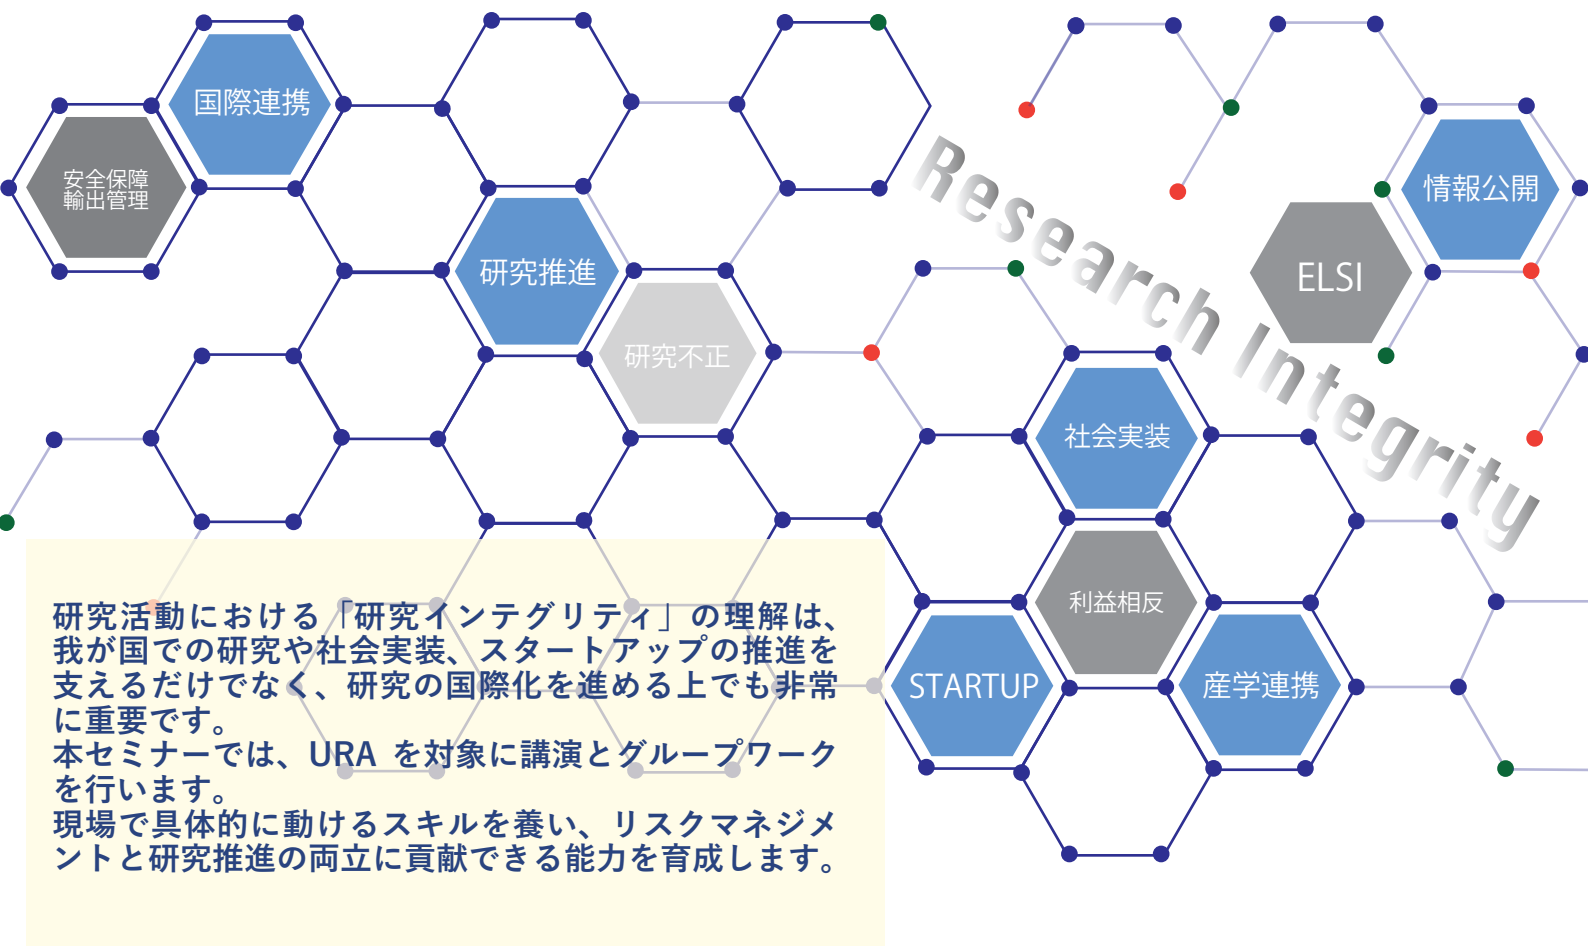 国際連携
安全保障
輸出管理
研究推進
研究不正
Research Integrity
情報公開
ELSI
社会実装
利益相反
STARTUP
産学連携
研究活動における「研究インテグリティ」の理解は、
我が国での研究や社会実装、スタートアップの推進を
支えるだけでなく、研究の国際化を進める上でも非常
に重要です。
本セミナーでは、URA を対象に講演とグループワーク
を行います。
現場で具体的に動けるスキルを養い、リスクマネジメ
ントと研究推進の両立に貢献できる能力を育成します。